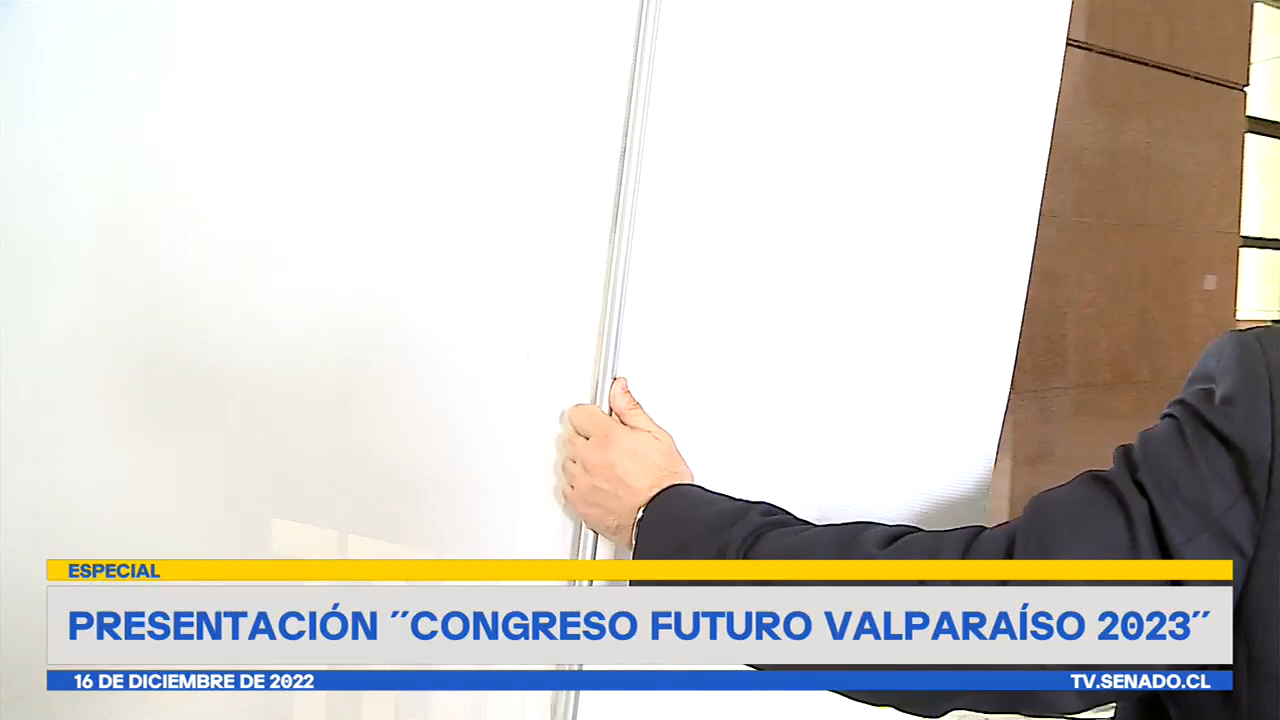 ESPECIAL
PRESENTACIÓN ˝CONGRESO FUTURO VALPARAÍSO 2023˝
16 DE DICIEMBRE DE 2022
TV.SENADO.CL